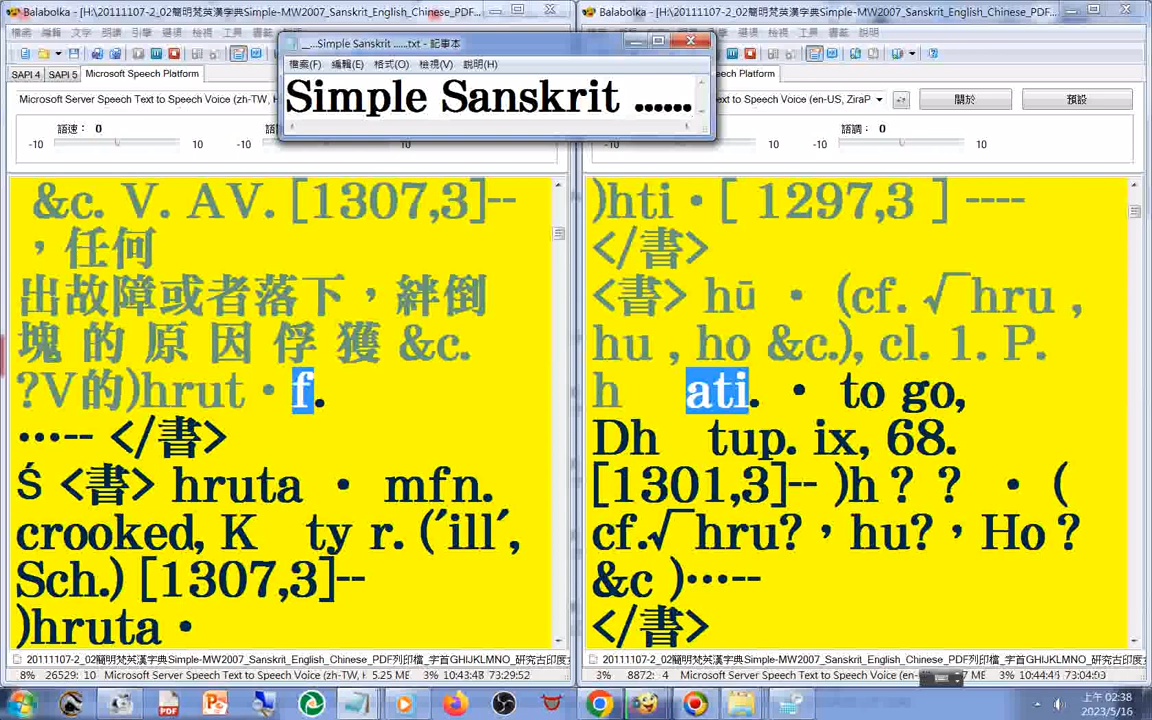 Balabolka - [H:\20111107-2_02簡明梵英漢字典Simple-MW2007_Sanskrit_English_Chinese_PDF...
Balabolka - [H:\20111107-2_02簡明梵英漢字典Simple-MW2007_Sanskrit_English_Chinese_PDF...
__...Simple Sanskrit ......txt - 記事本
檔案(F) 編輯(E) 格式(O) 檢視(V) 說明(H)
Simple Sanskrit ......
SAPI 4 SAPI 5 Microsoft Speech Platform
eech Platform
Microsoft Server Speech Text to Speech Voice (zh-TW, H
ext to Speech Voice (en-US, ZiraP
關於 預設
語速: 0
語調: 0
-10 10 -10 10
-10 10
&c. V. AV. [1307,3]--
,任何
出故障或者落下,絆倒
塊 的 原 因 俘 獲 &c.
?V的)hrut・f.
…-- </書>
Ś <書> hruta ・ mfn.
crooked, K ty r. ('ill',
Sch.) [1307,3]--
)hruta・
)hti・[ 1297,3 ] ----
</書>
<書> hū ・ (cf. √hru ,
hu , ho &c.), cl. 1. P.
h ati. ・ to go,
Dh tup. ix, 68.
[1301,3]-- )h ? ? ・ (
cf.√hru?,hu?,Ho ?
&c )…--
</書>
20111107-2_02簡明梵英漢字典Simple-MW2007_Sanskrit_English_Chinese_PDF列印檔_字首GHIJKLMNO_研究古印度
20111107-2_02簡明梵英漢字典Simple-MW2007_Sanskrit_English_Chinese_PDF列印檔_字首GHIJKLMNO_研究古印度
8% 26529: 10 Microsoft Server Speech Text to Speech Voice (zh-TW, 5.25 ME 3% 10:43:48 73:29:52
3% 8872: 4 Microsoft Server Speech Text to Speech Voice (en-US 3% 10:44:49 73:04:03
上午 02:38
2023/5/16